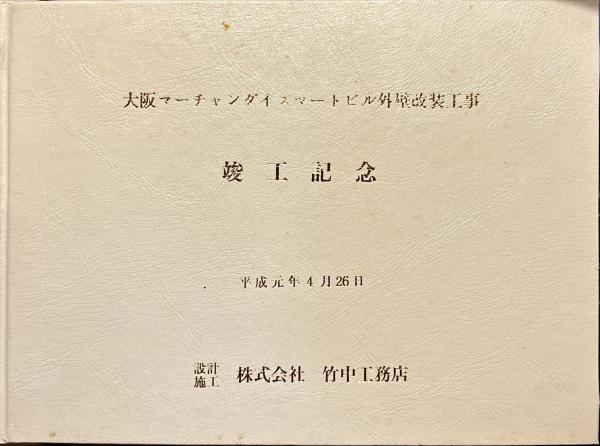 大阪マーチャンダイズマートビル外壁改装工事
竣工記念
平成元年4月26日
設計
施工 株式会社 竹中工務店